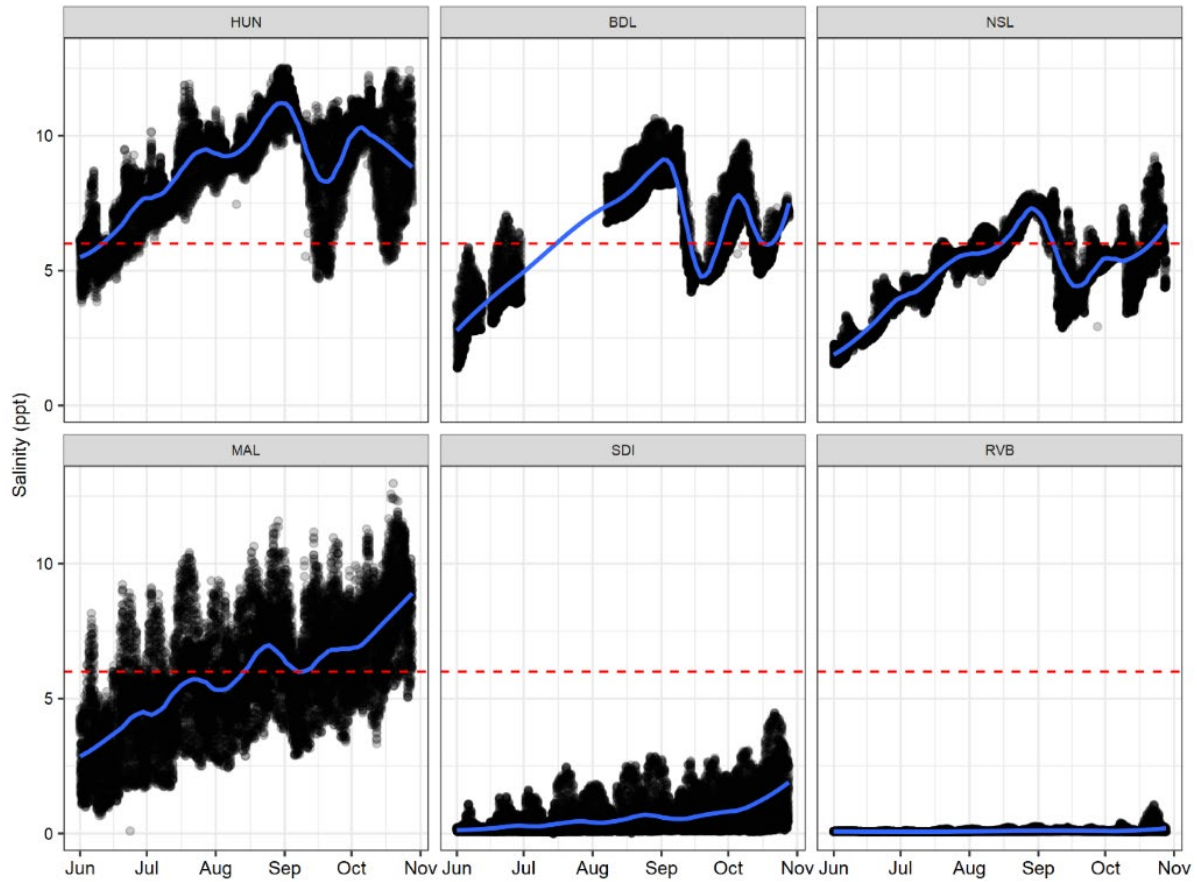 HUN BDL NSL
10
5
0
Salinity (ppt)
MAL SDI RVB
10
5
0
Jun Jul Aug Sep Oct Nov Jun Jul Aug Sep Oct Nov Jun Jul Aug Sep Oct Nov